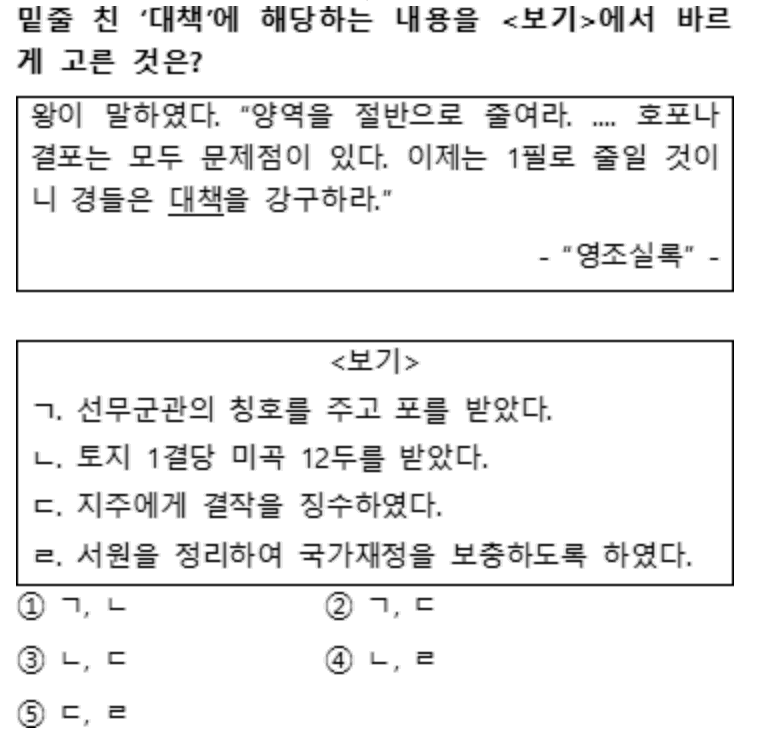 밑줄 친 ‘대책’에 해당하는 내용을 <보기>에서 바르
게 고른 것은?
왕이 말하였다. “양역을 절반으로 줄여라. .... 호포나
결포는 모두 문제점이 있다. 이제는 1필로 줄일 것이
니 경들은 대책을 강구하라.”
- “영조실록” -
<보기>
ㄱ. 선무군관의 칭호를 주고 포를 받았다.
ㄴ. 토지 1결당 미곡 12두를 받았다.
ㄷ. 지주에게 결작을 징수하였다.
ㄹ. 서원을 정리하여 국가재정을 보충하도록 하였다.
① ㄱ, ㄴ ② ㄱ, ㄷ
③ ㄴ, ㄷ ④ ㄴ, ㄹ
⑤ ㄷ, ㄹ